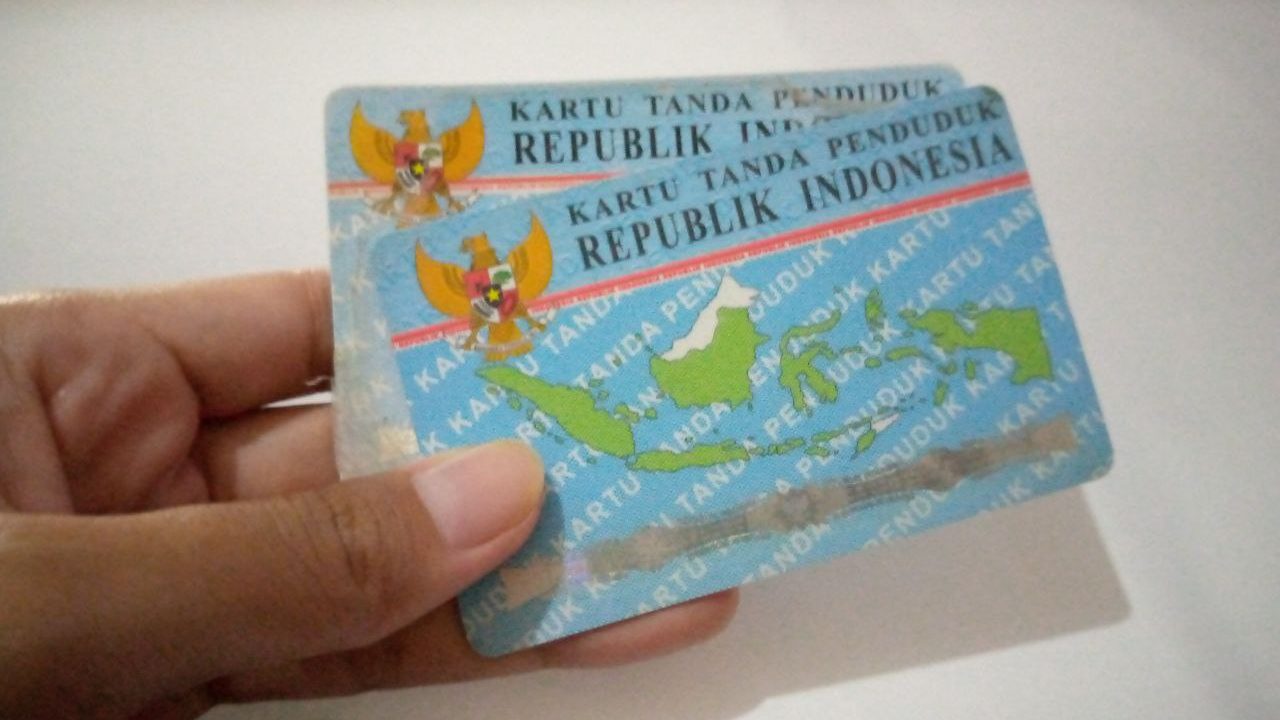 KARTU TANDA PENDUDUK
REPUBLIK
KARTU TANDA PENDUDUK
REPUBLIK INDONESIA